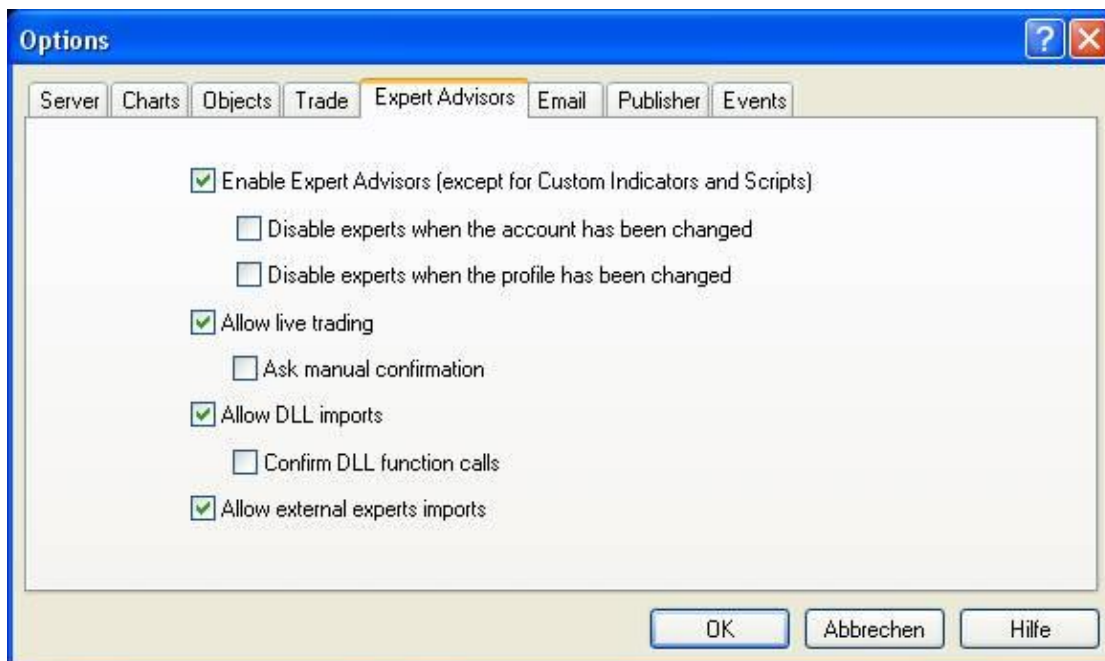 Options
Server Charts Objects Trade Expert Advisors Email Publisher Events
Enable Expert Advisors (except for Custom Indicators and Scripts)
Disable experts when the account has been changed
Disable experts when the profile has been changed
Allow live trading
Ask manual confirmation
Allow DLL imports
Confirm DLL function calls
Allow external experts imports
OK Abbrechen Hilfe